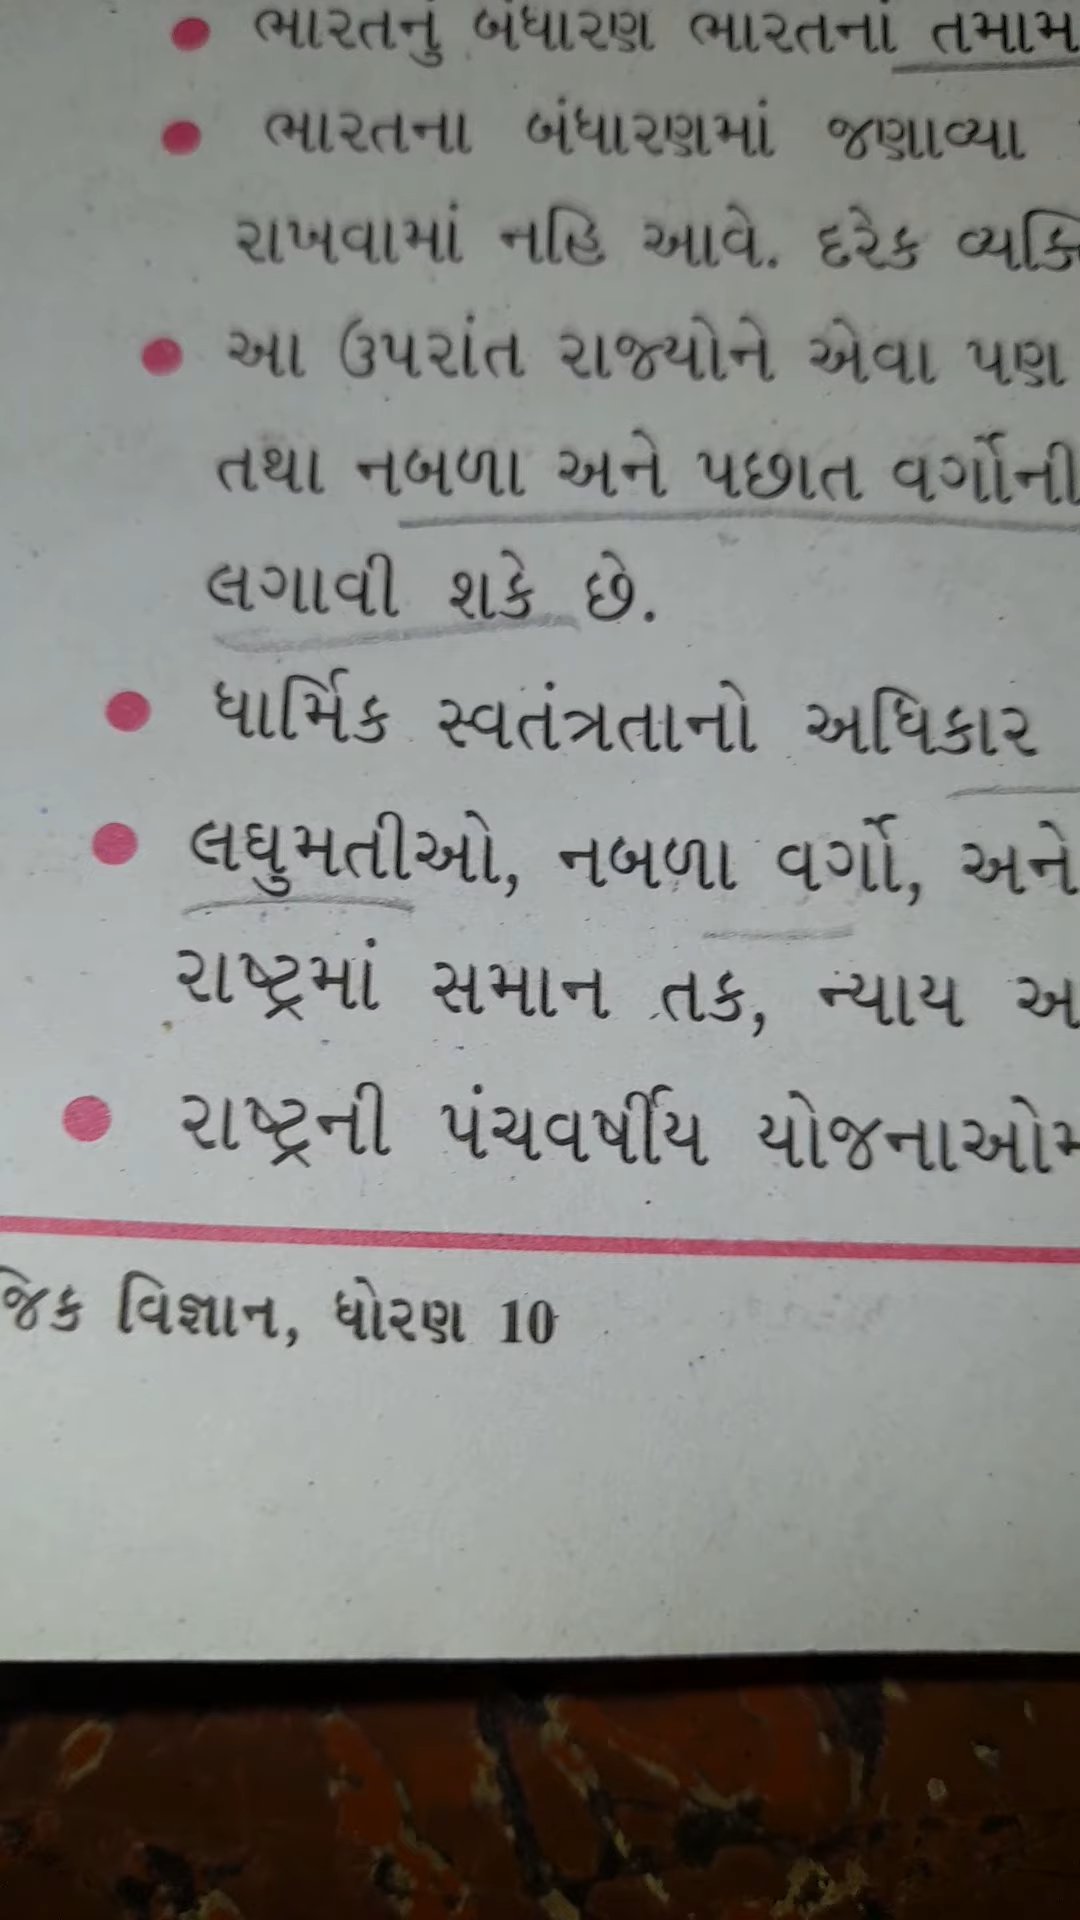 ભારતનું બંધારણ ભારતનાં તમામ
ભારતના બંધારણમાં જણાવ્યા
રાખવામાં નહિ આવે. દરેક
આ ઉપરાંત રાજ્યોને એવા પણ
તથા નબળા અને પછાત વર્ગોની
લગાવી શકે છે.
ધાર્મિક સ્વતંત્રતાનો અધિકાર
લઘુમતીઓ, નબળા વર્ગો, અને
રાષ્ટ્રમાં સમાન તક, ન્યાય
રાષ્ટ્રની પંચવર્ષીય
વિજ્ઞાન, ધોરણ 10